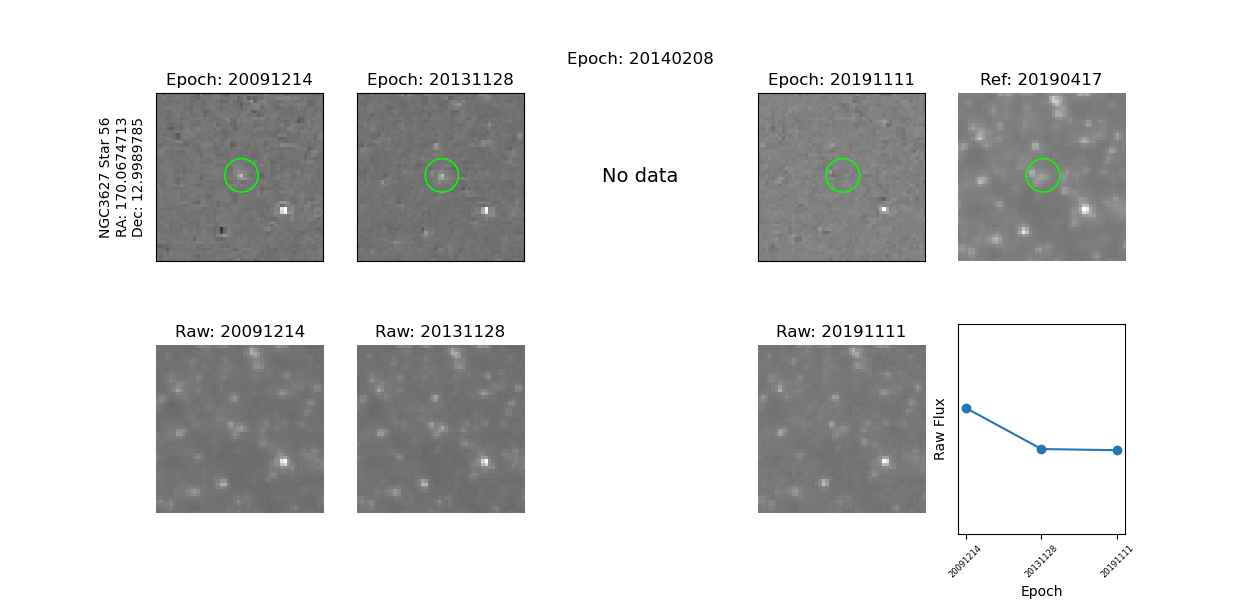 Epoch: 20140208
Epoch: 20091214
Epoch: 20131128
Epoch: 20191111
Ref: 20190417
NGC3627 Star 56
RA: 170.0674713
Dec: 12.9989785
No data
Raw: 20091214
Raw: 20131128
Raw: 20191111
Raw Flux
20091214
20131128
20191111
Epoch